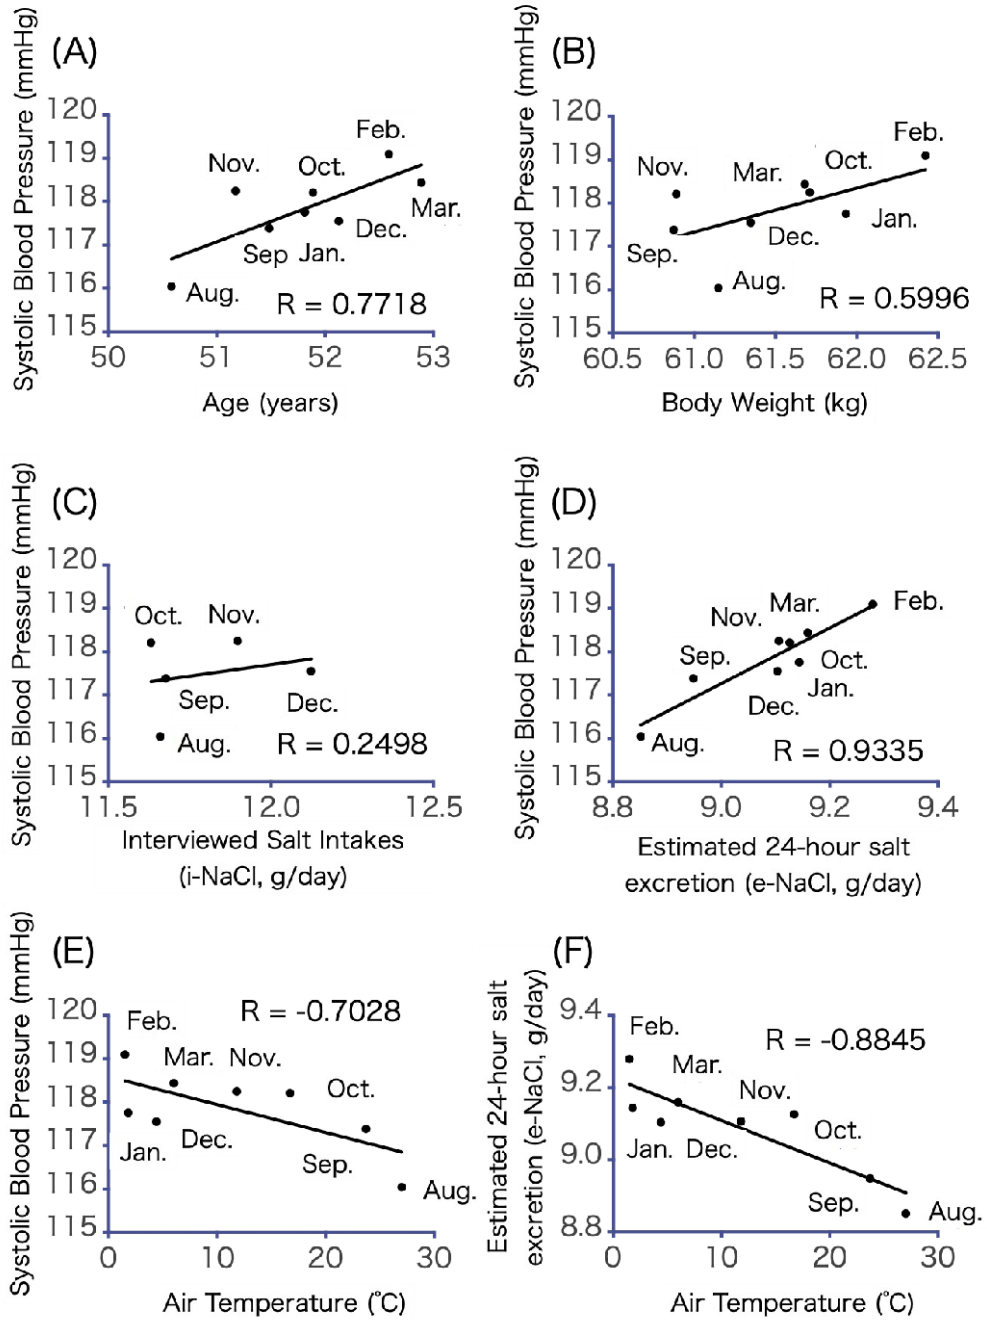 (A)
Systolic Blood Pressure (mmHg)
120
119
118
117
116
115
Feb.
Nov.
Oct.
Mar.
Dec.
Sep
Jan.
Aug.
R = 0.7718
50
51
52
53
Age (years)
(B)
Systolic Blood Pressure (mmHg)
120
119
118
117
116
115
Feb.
Oct.
Nov.
Mar.
Jan.
Dec.
Sep.
Aug.
R = 0.5996
60.5
61.0
61.5
62.0
62.5
Body Weight (kg)
(C)
Systolic Blood Pressure (mmHg)
120
119
118
117
116
115
Oct.
Nov.
Sep.
Dec.
Aug.
R = 0.2498
11.5
12.0
12.5
Interviewed Salt Intakes
(i-NaCl, g/day)
(D)
Systolic Blood Pressure (mmHg)
120
119
118
117
116
115
Feb.
Mar.
Nov.
Sep.
Oct.
Jan.
Dec.
Aug.
R = 0.9335
8.8
9.0
9.2
9.4
Estimated 24-hour salt
excretion (e-NaCl, g/day)
(E)
Systolic Blood Pressure (mmHg)
120
119
118
117
116
115
R = -0.7028
Feb.
Mar.
Nov.
Oct.
Jan.
Dec.
Sep.
Aug.
0
10
20
30
Air Temperature (°C)
(F)
Estimated 24-hour salt
excretion (e-NaCl, g/day)
9.4
9.2
9.0
8.8
R = -0.8845
Feb.
Mar.
Nov.
Oct.
Jan.
Dec.
Sep.
Aug.
0
10
20
30
Air Temperature (°C)